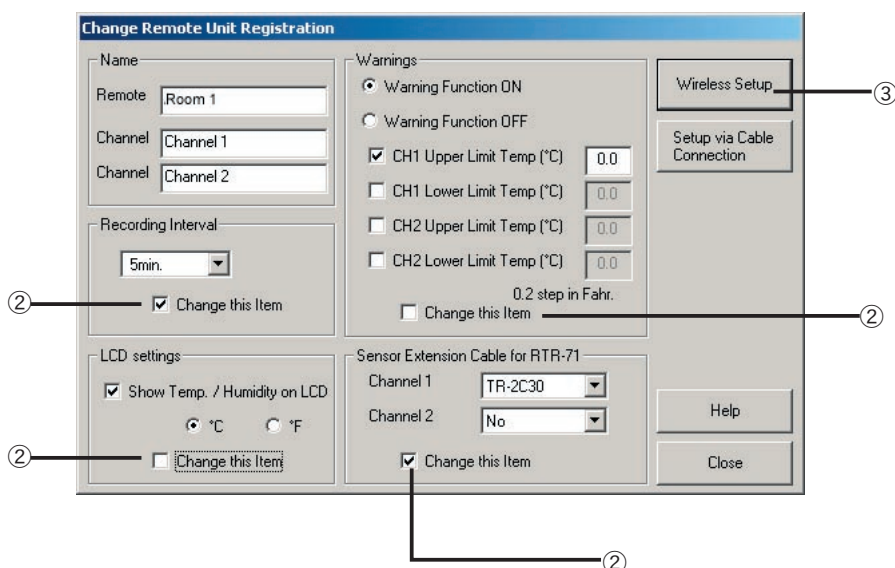 Change Remote Unit Registration
Name
Remote .Room 1
Channel Channel 1
Channel Channel 2
Recording Interval
5min.
Change this Item
②
LCD settings
Show Temp. / Humidity on LCD
°C °F
Change this Item
②
Warnings
Warning Function ON
Warning Function OFF
CH1 Upper Limit Temp (°C) 0.0
CH1 Lower Limit Temp (°C) 0.0
CH2 Upper Limit Temp (°C) 0.0
CH2 Lower Limit Temp (°C) 0.0
0.2 step in Fahr.
Change this Item
②
Sensor Extension Cable for RTR-71
Channel 1 TR-2C30
Channel 2 No
Change this Item
②
Wireless Setup
③
Setup via Cable
Connection
Help
Close